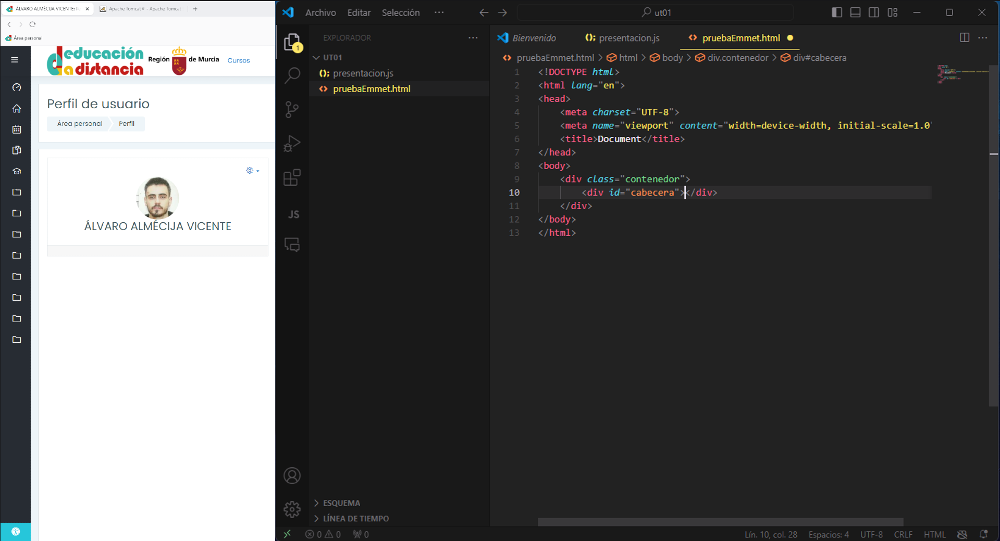 ÁLVARO ALMÉCIJA VICENTE: Pe
Apache Tomcat® - Apache Tomcat
Área personal
educación
a distancia
Región de Murcia
Cursos
Perfil de usuario
Área personal
Perfil
ÁLVARO ALMÉCIJA VICENTE
Archivo Editar Selección ···
ut01
EXPLORADOR
1
UT01
presentacion.js
pruebaEmmet.html
JS
ESQUEMA
LÍNEA DE TIEMPO
Bienvenido
presentacion.js
pruebaEmmet.html
pruebaEmmet.html > html > body > div.contenedor > div#cabecera
1 <!DOCTYPE html>
2 <html lang="en">
3 <head>
4 <meta charset="UTF-8">
5 <meta name="viewport" content="width=device-width, initial-scale=1.0"
6 <title>Document</title>
7 </head>
8 <body>
9 <div class="contenedor">
10 <div id="cabecera"></div>
11 </div>
12 </body>
13 </html>
0 0 0
Lín. 10, col. 28 Espacios: 4 UTF-8 CRLF HTML